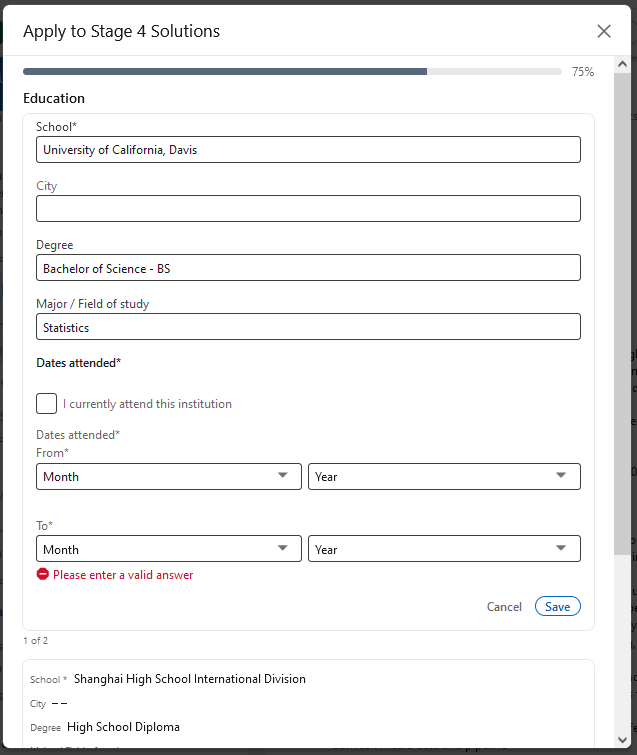 Apply to Stage 4 Solutions
75%
Education
School*
University of California, Davis
City
Degree
Bachelor of Science - BS
Major / Field of study
Statistics
Dates attended*
I currently attend this institution
Dates attended*
From*
Month Year
To*
Month Year
Please enter a valid answer
Cancel Save
1 of 2
School * Shanghai High School International Division
City – –
Degree High School Diploma